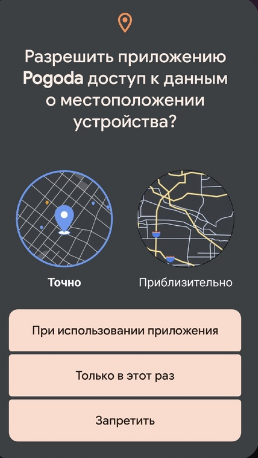 Разрешить приложению
Pogoda доступ к данным
о местоположении
устройства?
Точно
Приблизительно
При использовании приложения
Только в этот раз
Запретить